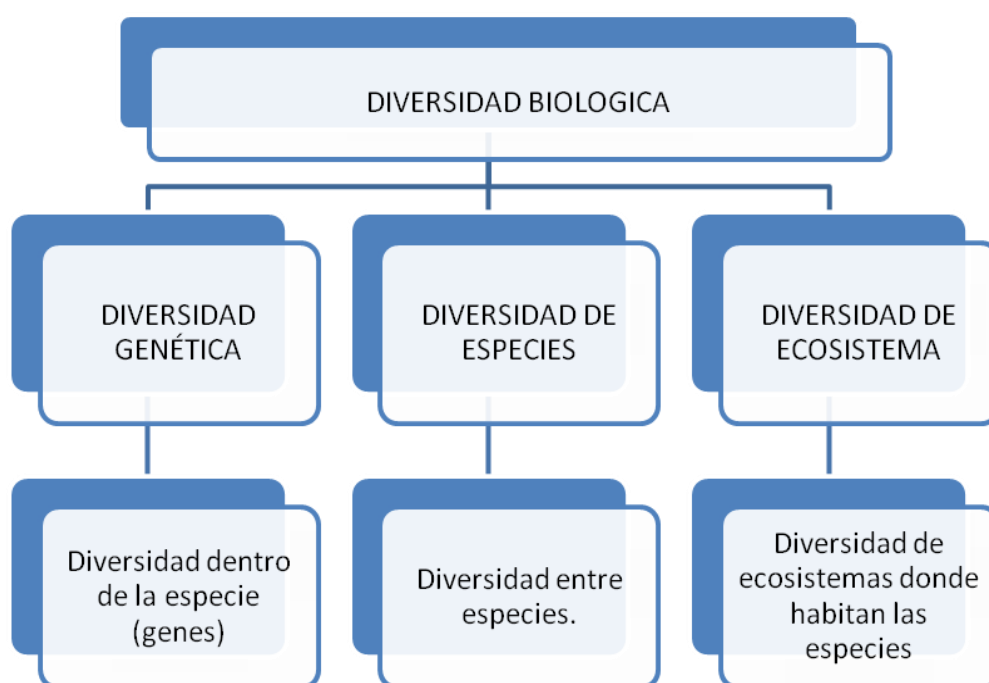 DIVERSIDAD BIOLOGICA
DIVERSIDAD
GENÉTICA
DIVERSIDAD DE
ESPECIES
DIVERSIDAD DE
ECOSISTEMA
Diversidad dentro
de la especie
(genes)
Diversidad entre
especies.
Diversidad de
ecosistemas donde
habitan las
especies